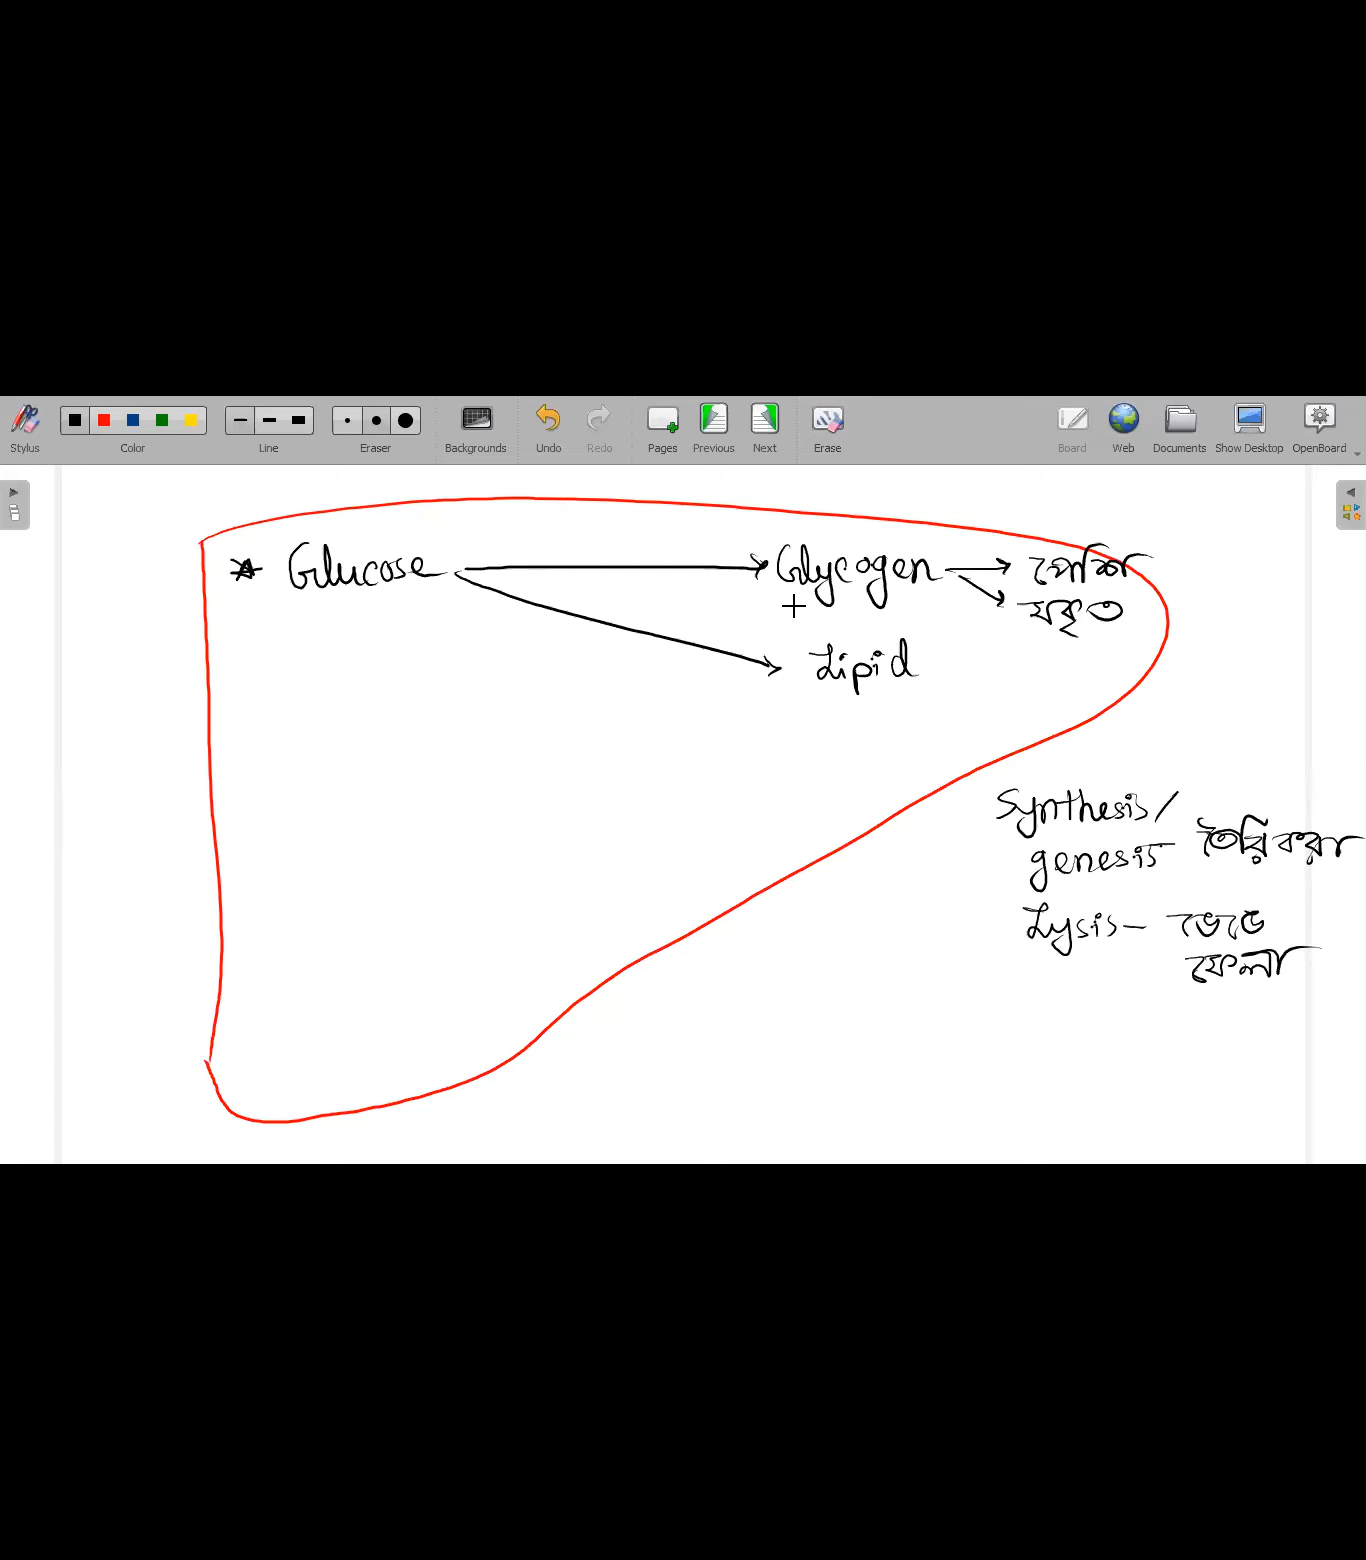 Stylus Color Line Eraser Backgrounds Undo Redo Pages Previous Next Erase Board Web Documents Show Desktop OpenBoard
* Glucose → Glycogen → পেশি
→ যকৃত
→ Lipid
Synthesis/
genesis তৈরি করা
Lysis – ভেঙে
ফেলা